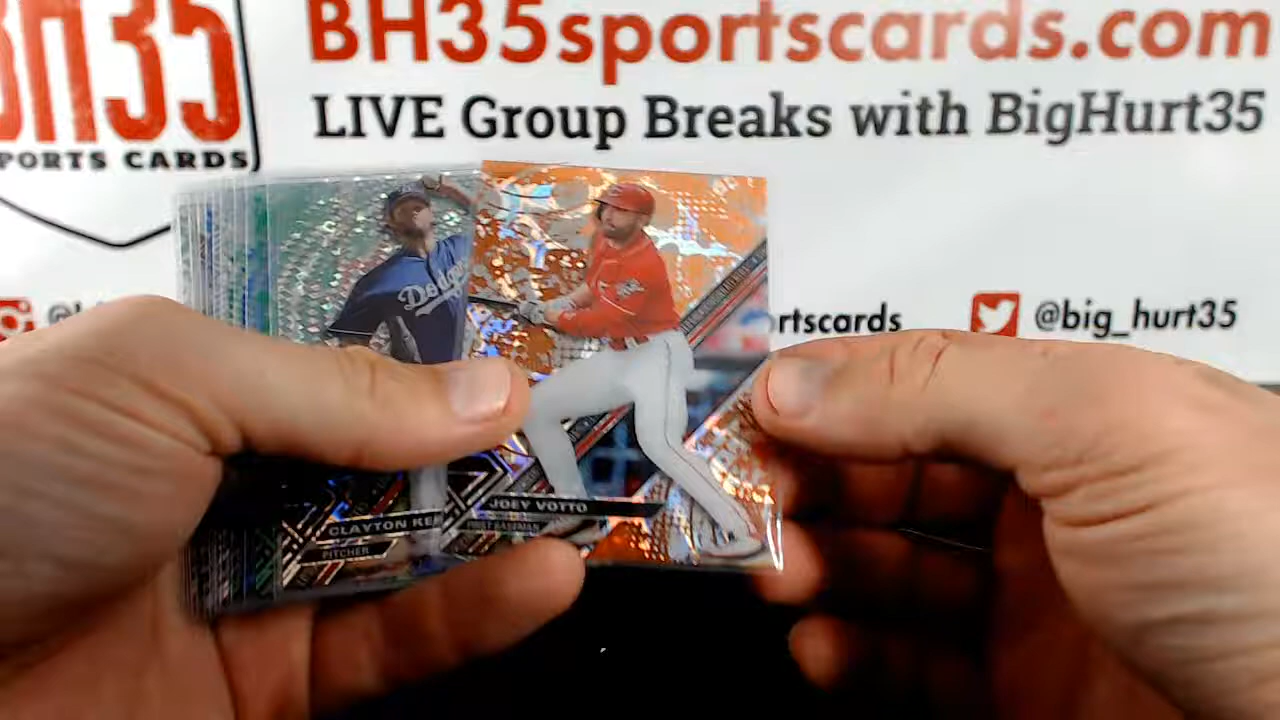 BH35
PORTS CARDS
BH35sportscards.com
LIVE Group Breaks with BigHurt35
rtscards
@big_hurt35
Dodge
CLAYTON KE
PITCHER
JOEY VOTTO
FIRST BASEMAN